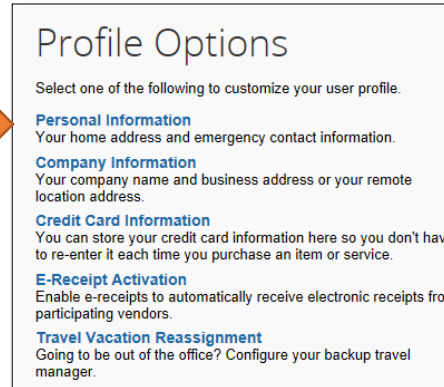 Profile Options
Select one of the following to customize your user profile.
Personal Information
Your home address and emergency contact information.
Company Information
Your company name and business address or your remote
location address.
Credit Card Information
You can store your credit card information here so you don't hav
to re-enter it each time you purchase an item or service.
E-Receipt Activation
Enable e-receipts to automatically receive electronic receipts fro
participating vendors.
Travel Vacation Reassignment
Going to be out of the office? Configure your backup travel
manager.